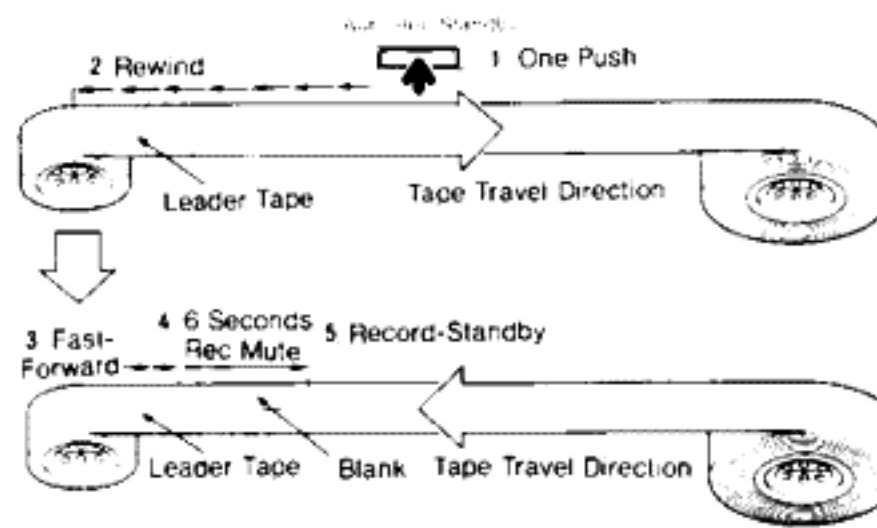 Standby
1 One Push
2 Rewind
Leader Tape
Tape Travel Direction
3 Fast-
Forward
4 6 Seconds
Rec Mute
5 Record-Standby
Leader Tape
Blank
Tape Travel Direction